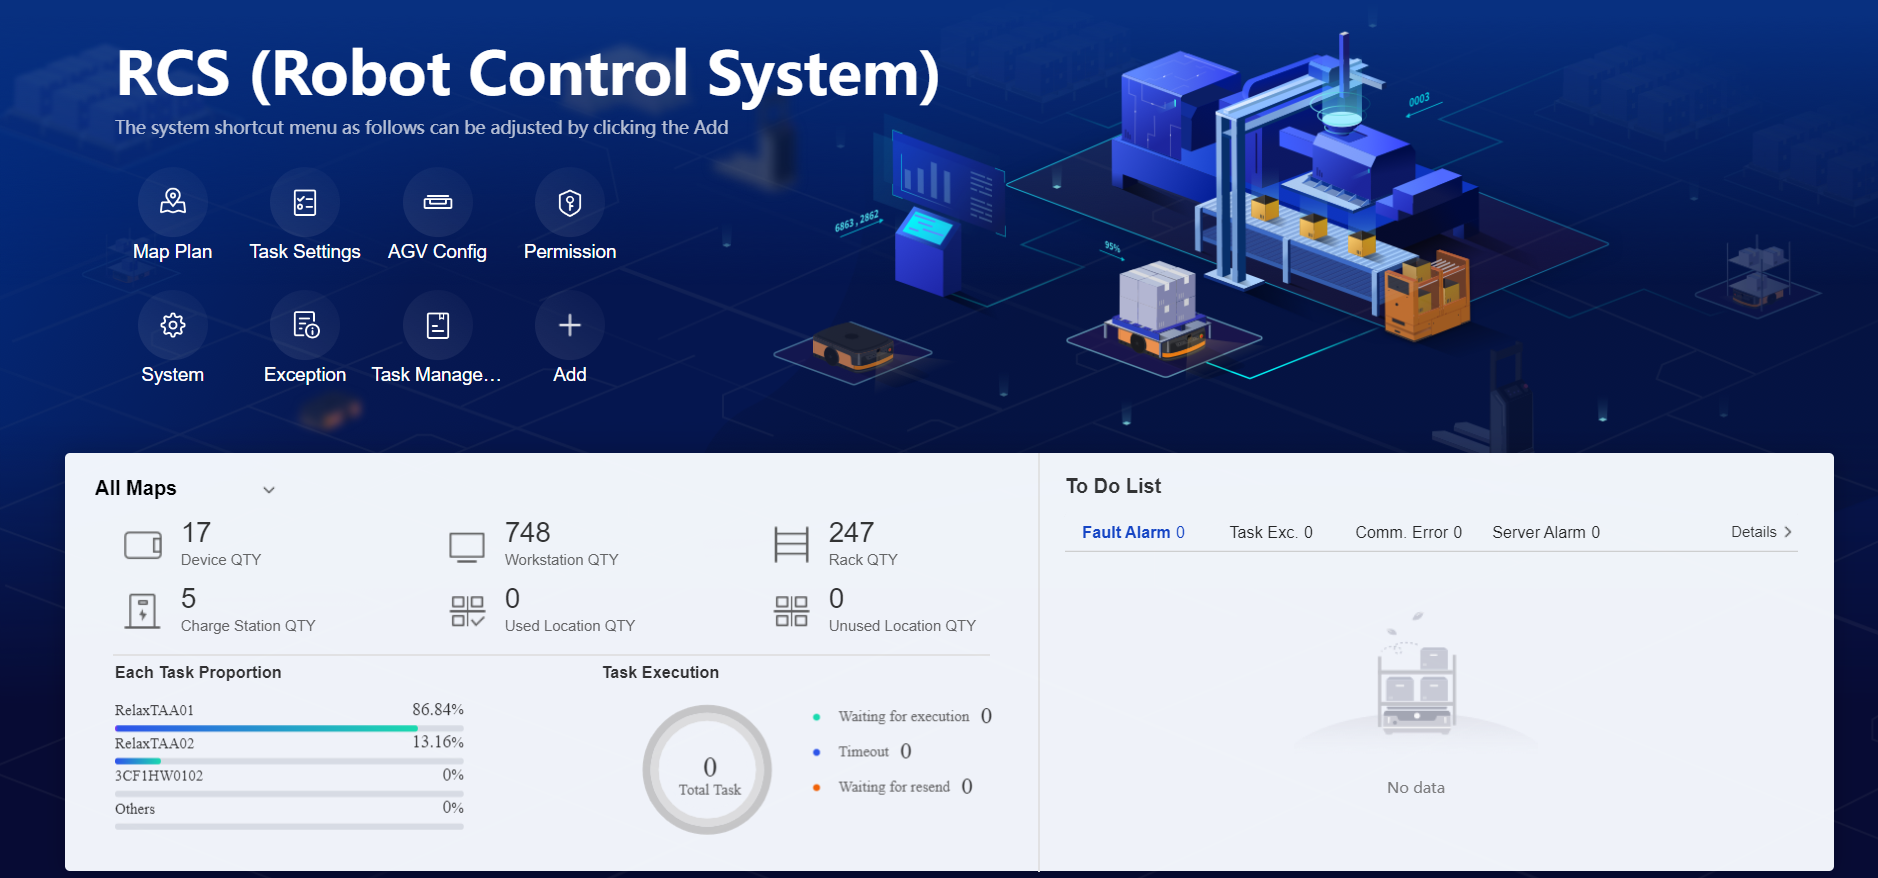 RCS (Robot Control System)
The system shortcut menu as follows can be adjusted by clicking the Add
Map Plan
Task Settings
AGV Config
Permission
System
Exception
Task Manage...
Add
6863,2862
95%
0003
All Maps
17
Device QTY
748
Workstation QTY
247
Rack QTY
5
Charge Station QTY
0
Used Location QTY
0
Unused Location QTY
Each Task Proportion
RelaxTAA01 86.84%
RelaxTAA02 13.16%
3CF1HW0102 0%
Others 0%
Task Execution
0
Total Task
Waiting for execution 0
Timeout 0
Waiting for resend 0
To Do List
Fault Alarm 0 Task Exc. 0 Comm. Error 0 Server Alarm 0 Details >
No data